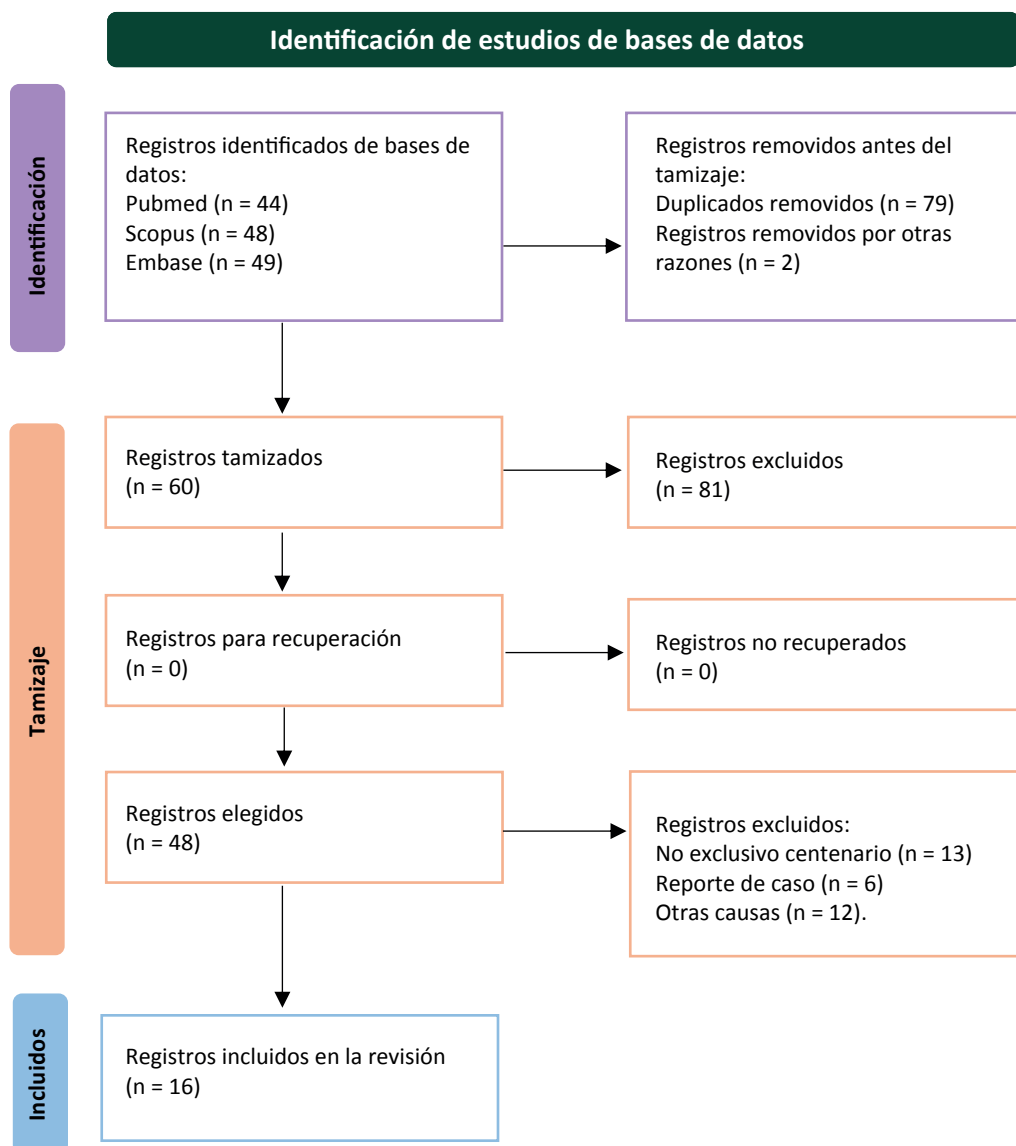 Identificación de estudios de bases de datos
Identificación
Registros identificados de bases de
datos:
Pubmed (n = 44)
Scopus (n = 48)
Embase (n = 49)
Registros removidos antes del
tamizaje:
Duplicados removidos (n = 79)
Registros removidos por otras
razones (n = 2)
Tamizaje
Registros tamizados
(n = 60)
Registros excluidos
(n = 81)
Registros para recuperación
(n = 0)
Registros no recuperados
(n = 0)
Registros elegidos
(n = 48)
Registros excluidos:
No exclusivo centenario (n = 13)
Reporte de caso (n = 6)
Otras causas (n = 12).
Incluidos
Registros incluidos en la revisión
(n = 16)